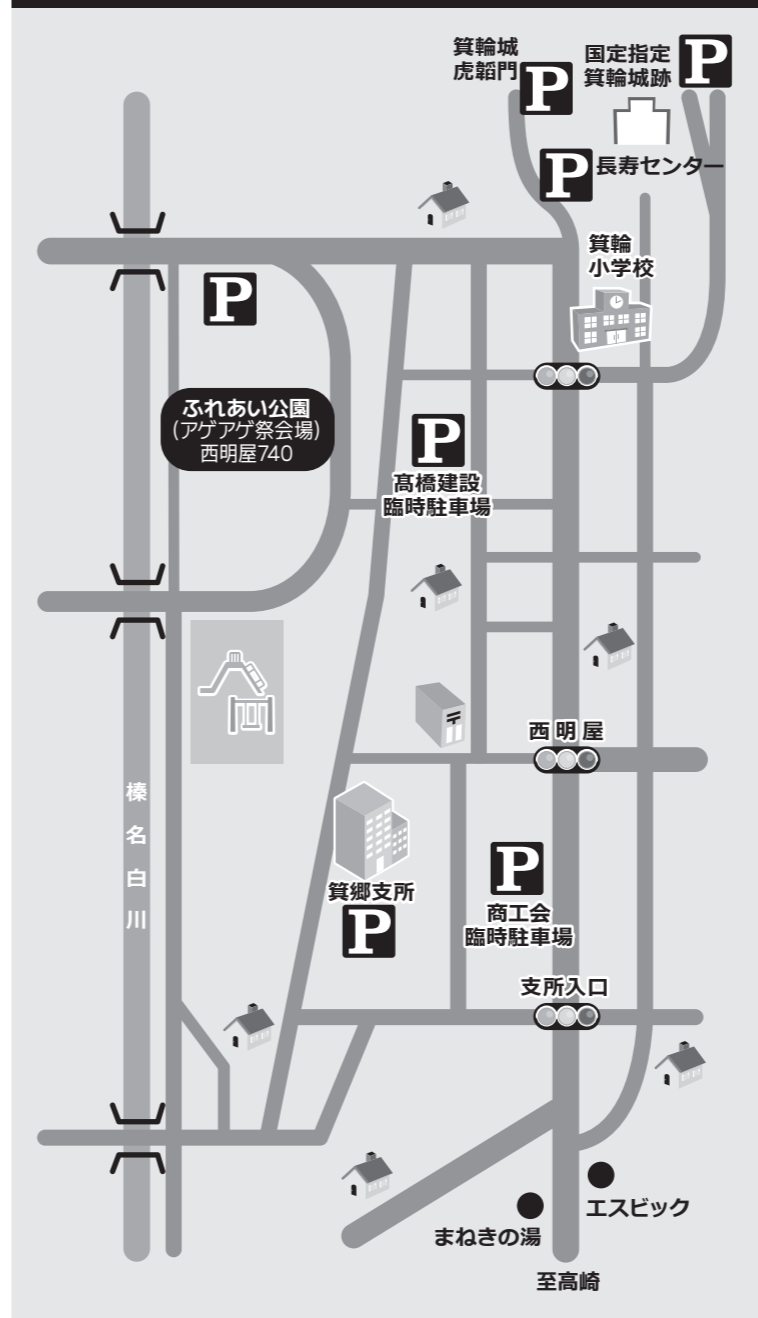 箕輪城
虎韜門
P
国定指定
箕輪城跡
P
P
長寿センター
箕輪
小学校
P
ふれあい公園
(アゲアゲ祭会場)
西明屋740
P
髙橋建設
臨時駐車場
〒
西明屋
榛名白川
箕郷支所
P
P
商工会
臨時駐車場
支所入口
エスビック
まねきの湯
至高崎